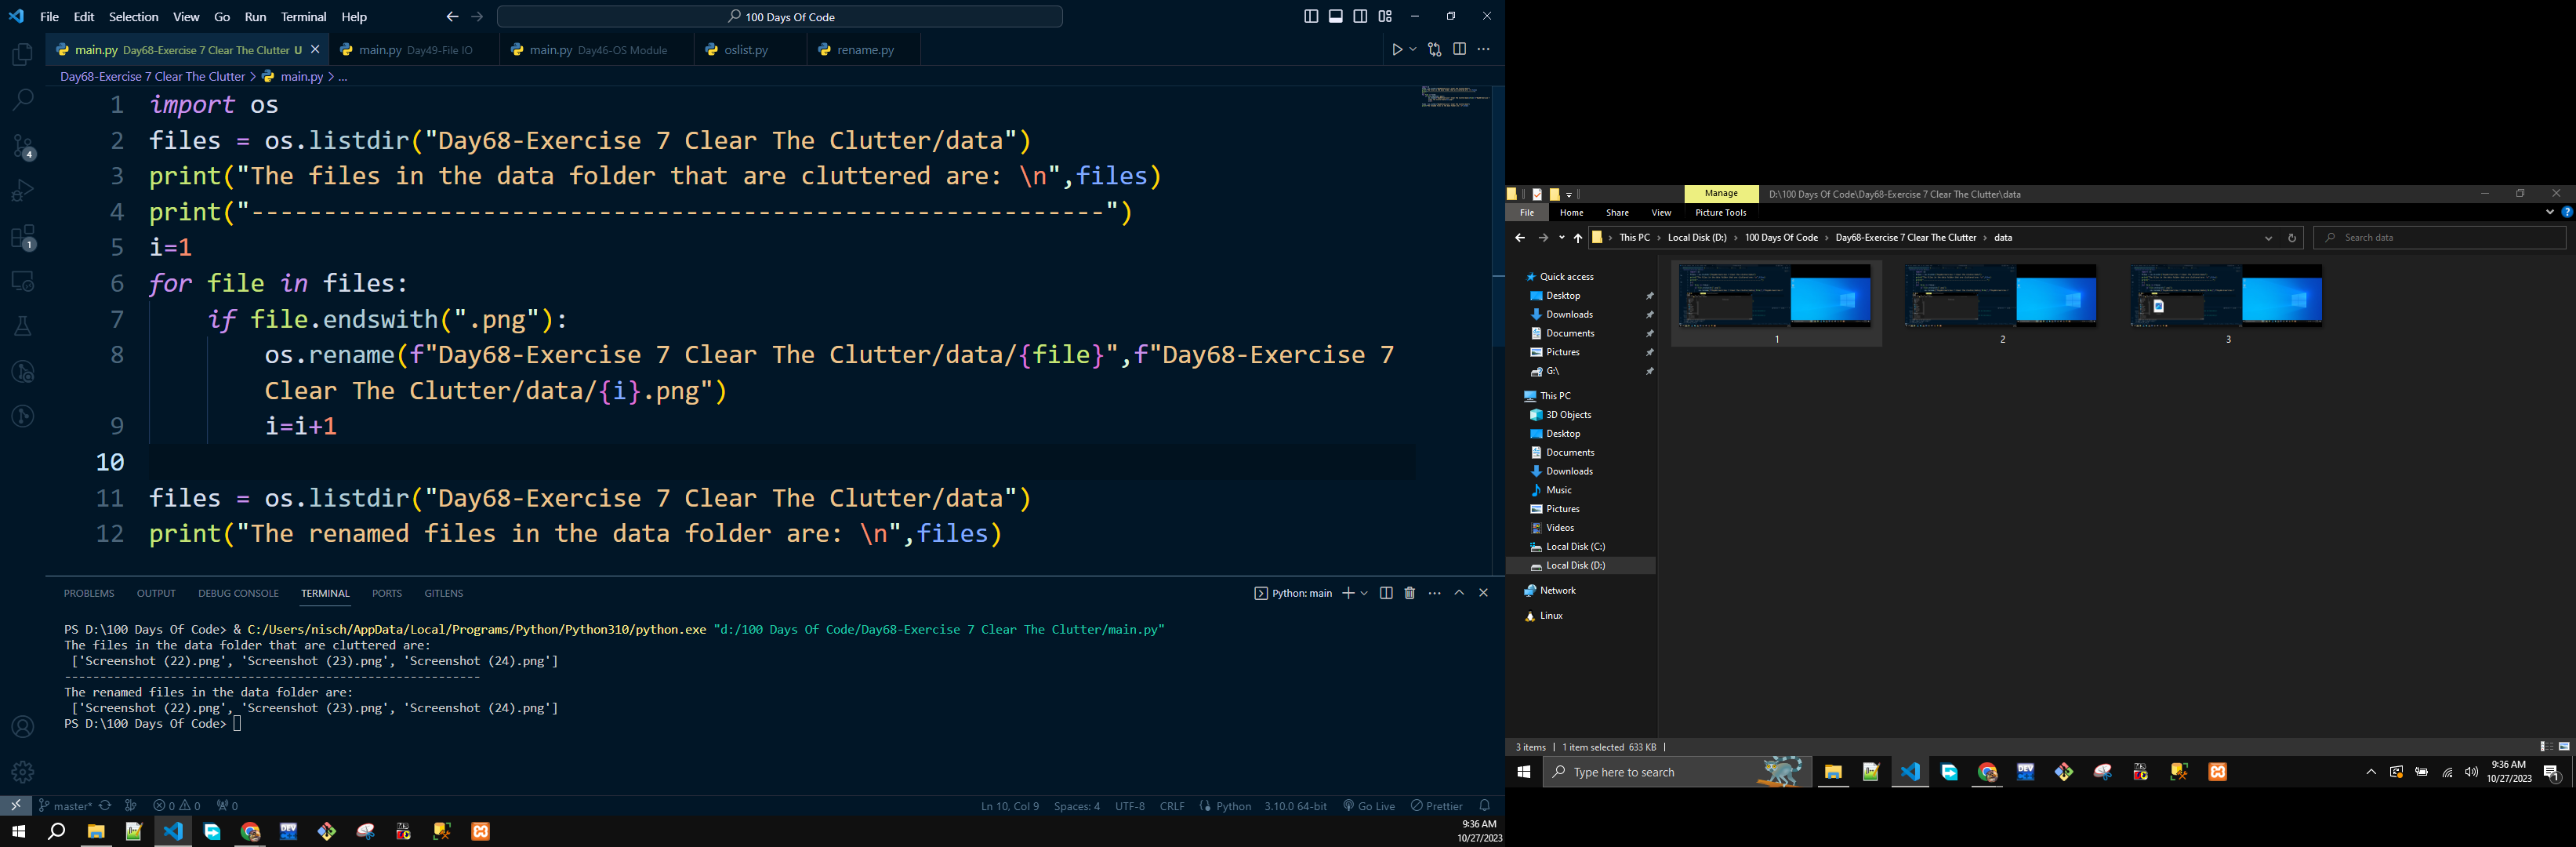 File Edit Selection View Go Run Terminal Help
100 Days Of Code
main.py Day68-Exercise 7 Clear The Clutter U
main.py Day49-File IO
main.py Day46-OS Module
oslist.py
rename.py
Day68-Exercise 7 Clear The Clutter > main.py > ...
1 import os
2 files = os.listdir("Day68-Exercise 7 Clear The Clutter/data")
3 print("The files in the data folder that are cluttered are: \n",files)
4 print("-----------------------------------------------------------")
5 i=1
6 for file in files:
7 if file.endswith(".png"):
8 os.rename(f"Day68-Exercise 7 Clear The Clutter/data/{file}",f"Day68-Exercise 7
Clear The Clutter/data/{i}.png")
9 i=i+1
10
11 files = os.listdir("Day68-Exercise 7 Clear The Clutter/data")
12 print("The renamed files in the data folder are: \n",files)
4
1
PROBLEMS OUTPUT DEBUG CONSOLE TERMINAL PORTS GITLENS
Python: main
PS D:\100 Days Of Code> & C:/Users/nisch/AppData/Local/Programs/Python/Python310/python.exe "d:/100 Days Of Code/Day68-Exercise 7 Clear The Clutter/main.py"
The files in the data folder that are cluttered are:
['Screenshot (22).png', 'Screenshot (23).png', 'Screenshot (24).png']
-----------------------------------------------------------
The renamed files in the data folder are:
['Screenshot (22).png', 'Screenshot (23).png', 'Screenshot (24).png']
PS D:\100 Days Of Code>
master* 0 0 0
Ln 10, Col 9 Spaces: 4 UTF-8 CRLF Python 3.10.0 64-bit Go Live Prettier
9:36 AM
10/27/2023
Manage
D:\100 Days Of Code\Day68-Exercise 7 Clear The Clutter\data
File Home Share View Picture Tools
This PC > Local Disk (D:) > 100 Days Of Code > Day68-Exercise 7 Clear The Clutter > data
Search data
Quick access
Desktop
Downloads
Documents
Pictures
G:\
This PC
3D Objects
Desktop
Documents
Downloads
Music
Pictures
Videos
Local Disk (C:)
Local Disk (D:)
Network
Linux
1
2
3
3 items 1 item selected 633 KB
Type here to search
9:36 AM
10/27/2023
1